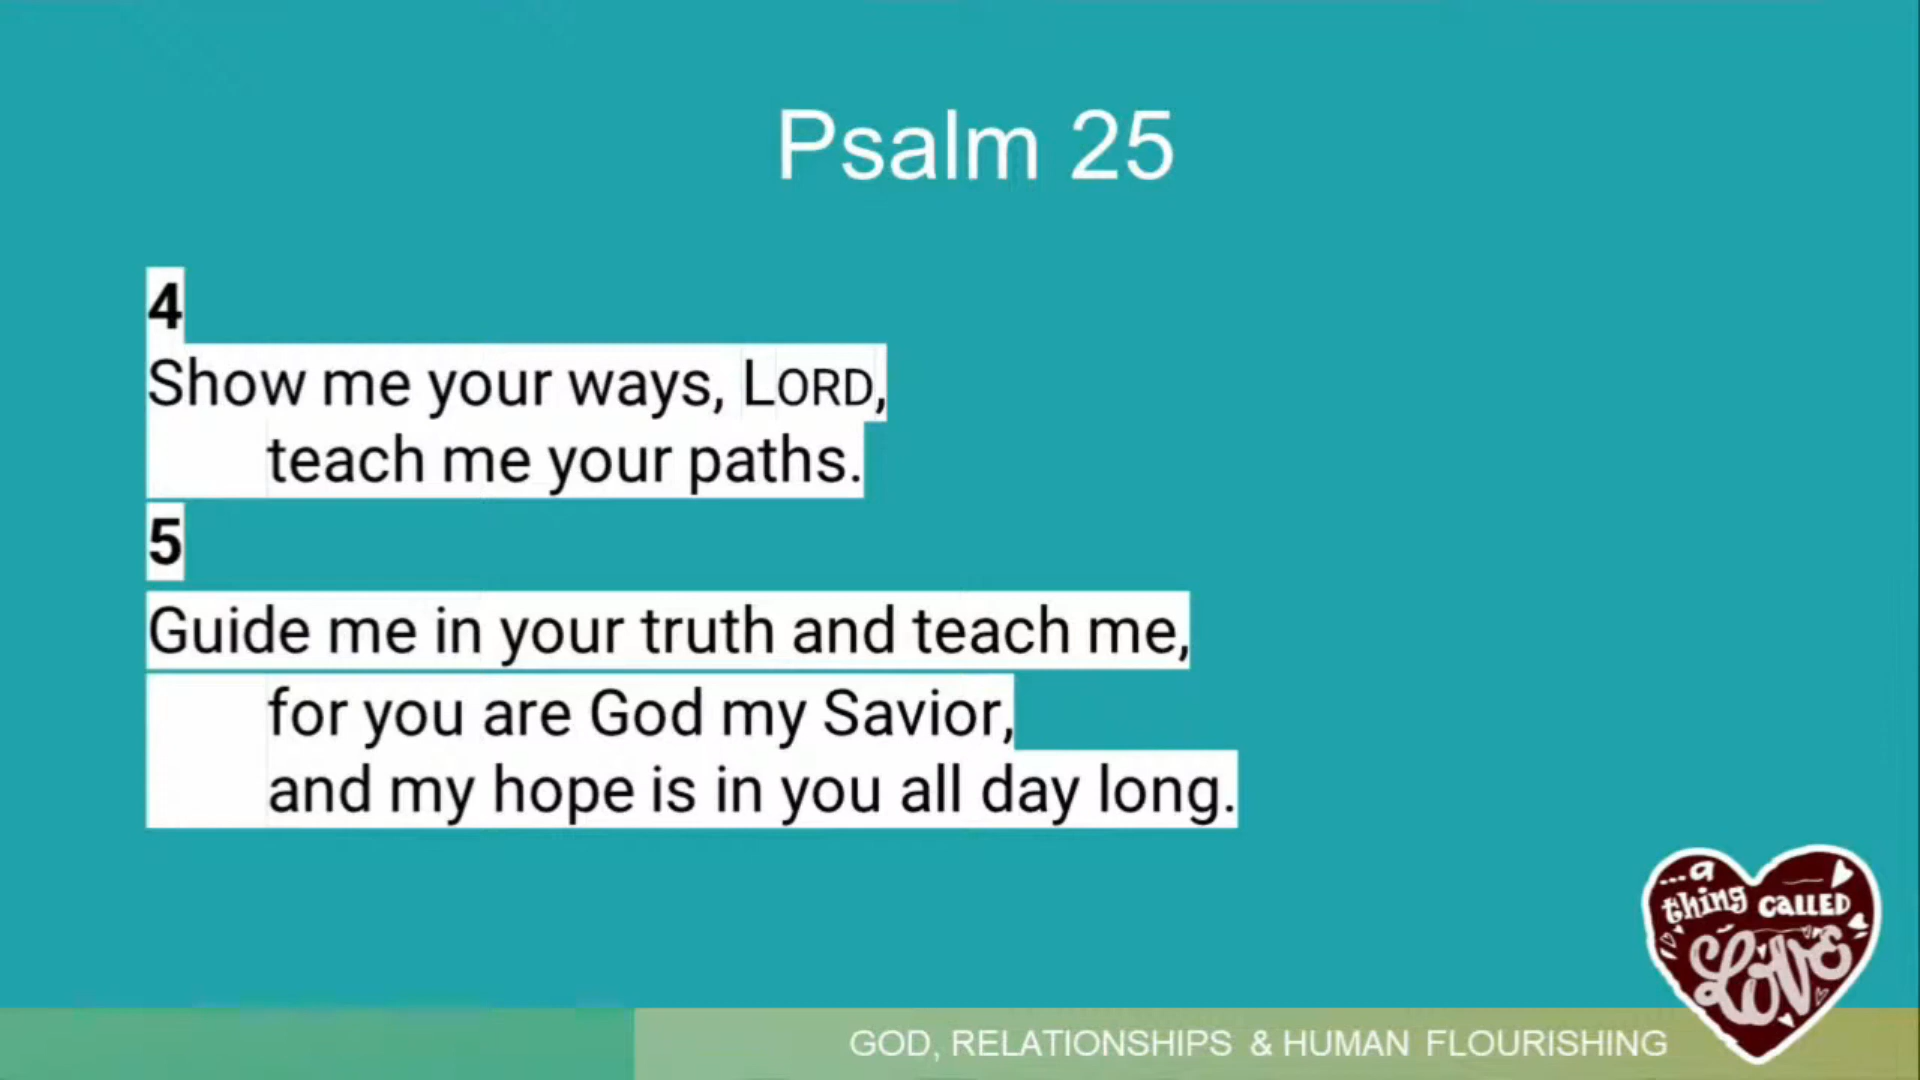 Psalm 25
4
Show me your ways, LORD,
teach me your paths.
5
Guide me in your truth and teach me,
for you are God my Savior,
and my hope is in you all day long.
...a
thing CALLED
LOVE
GOD, RELATIONSHIPS & HUMAN FLOURISHING